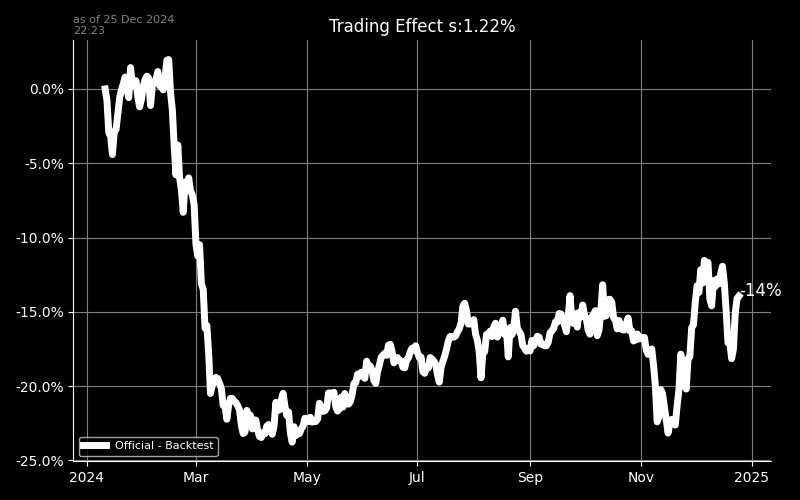 as of 25 Dec 2024
22:23
Trading Effect s:1.22%
0.0%
-5.0%
-10.0%
-15.0%
-20.0%
-25.0%
-14%
Official - Backtest
2024 Mar May Jul Sep Nov 2025